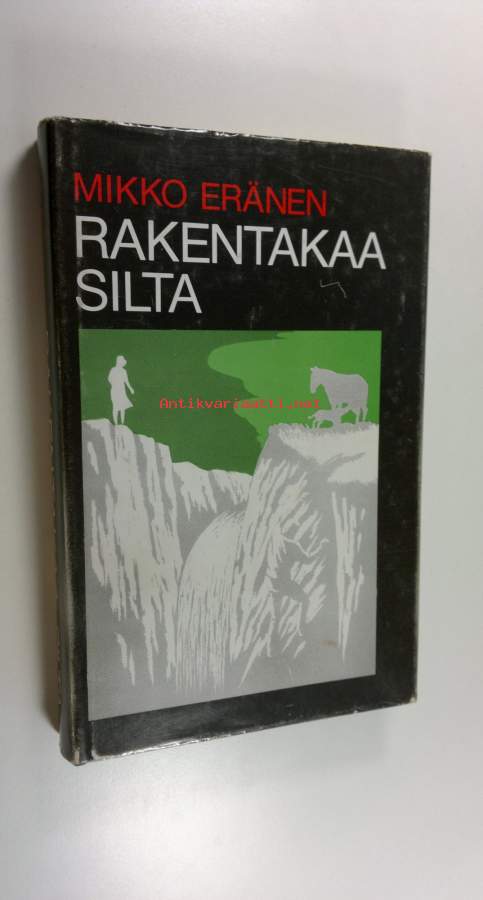 MIKKO ERÄNEN
RAKENTAKAA
SILTA
Antikvariaatti.net